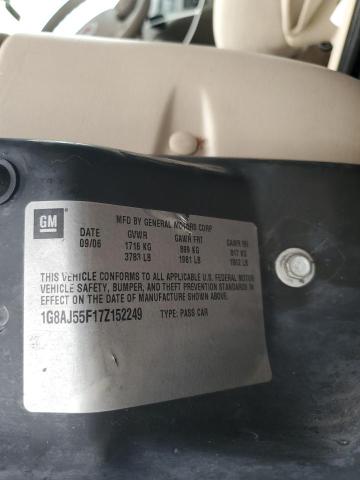 GM
MFD BY GENERAL MOTORS CORP
DATE GVWR GAWR FRT GAWR RR
09/06 1716 KG 899 KG 817 KG
3783 LB 1981 LB 1802 LB
THIS VEHICLE CONFORMS TO ALL APPLICABLE U.S. FEDERAL MOTOR
VEHICLE SAFETY, BUMPER, AND THEFT PREVENTION STANDARDS IN
EFFECT ON THE DATE OF MANUFACTURE SHOWN ABOVE.
1G8AJ55F17Z152249 TYPE: PASS CAR